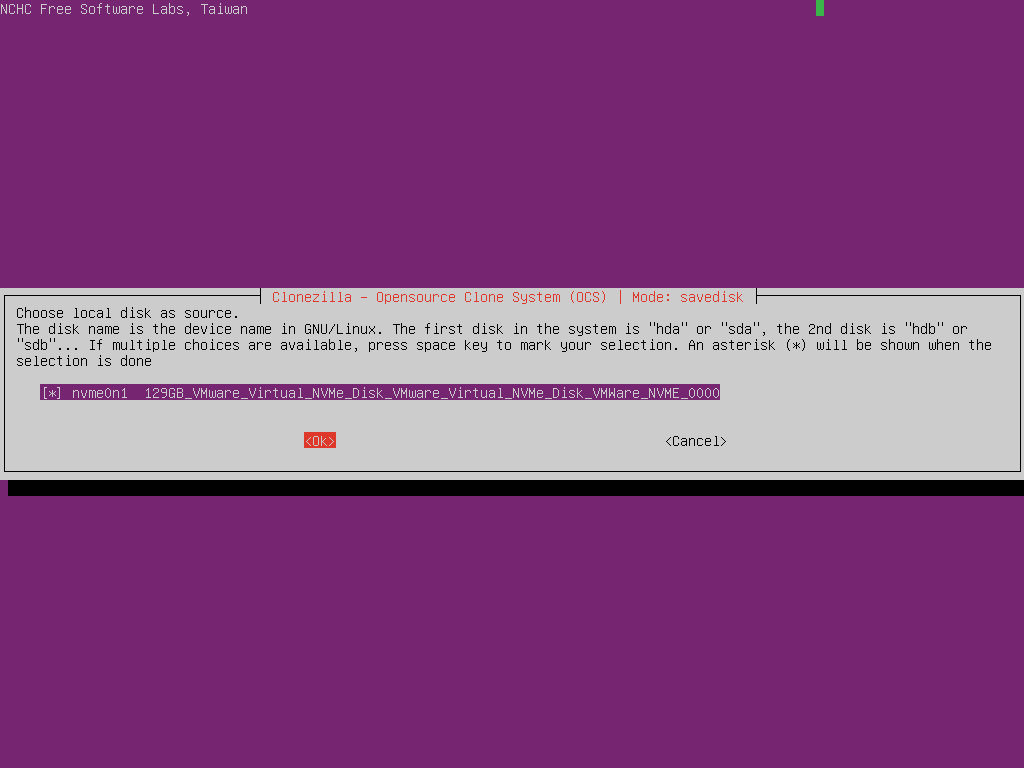 NCHC Free Software Labs, Taiwan
Clonezilla - Opensource Clone System (OCS) | Mode: savedisk
Choose local disk as source.
The disk name is the device name in GNU/Linux. The first disk in the system is "hda" or "sda", the 2nd disk is "hdb" or
"sdb"... If multiple choices are available, press space key to mark your selection. An asterisk (*) will be shown when the
selection is done
[*] nvme0n1 129GB_VMware_Virtual_NVMe_Disk_VMware_Virtual_NVMe_Disk_VMWare_NVME_0000
<Ok> <Cancel>